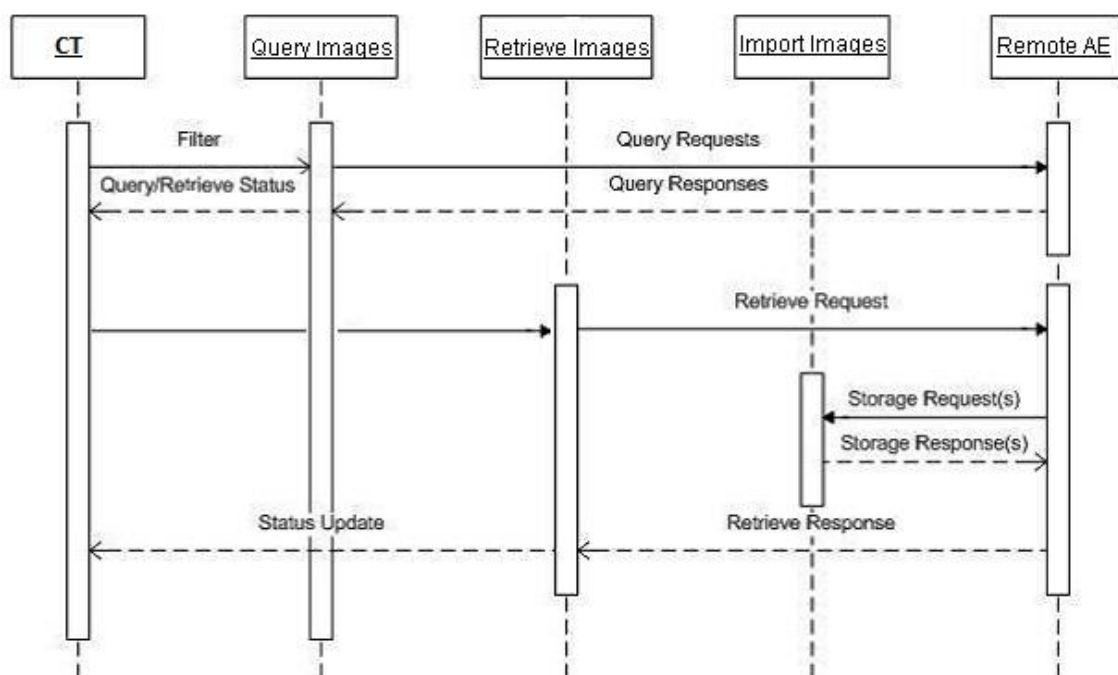 CT
Query Images
Retrieve Images
Import Images
Remote AE
Filter
Query Requests
Query/Retrieve Status
Query Responses
Retrieve Request
Storage Request(s)
Storage Response(s)
Status Update
Retrieve Response